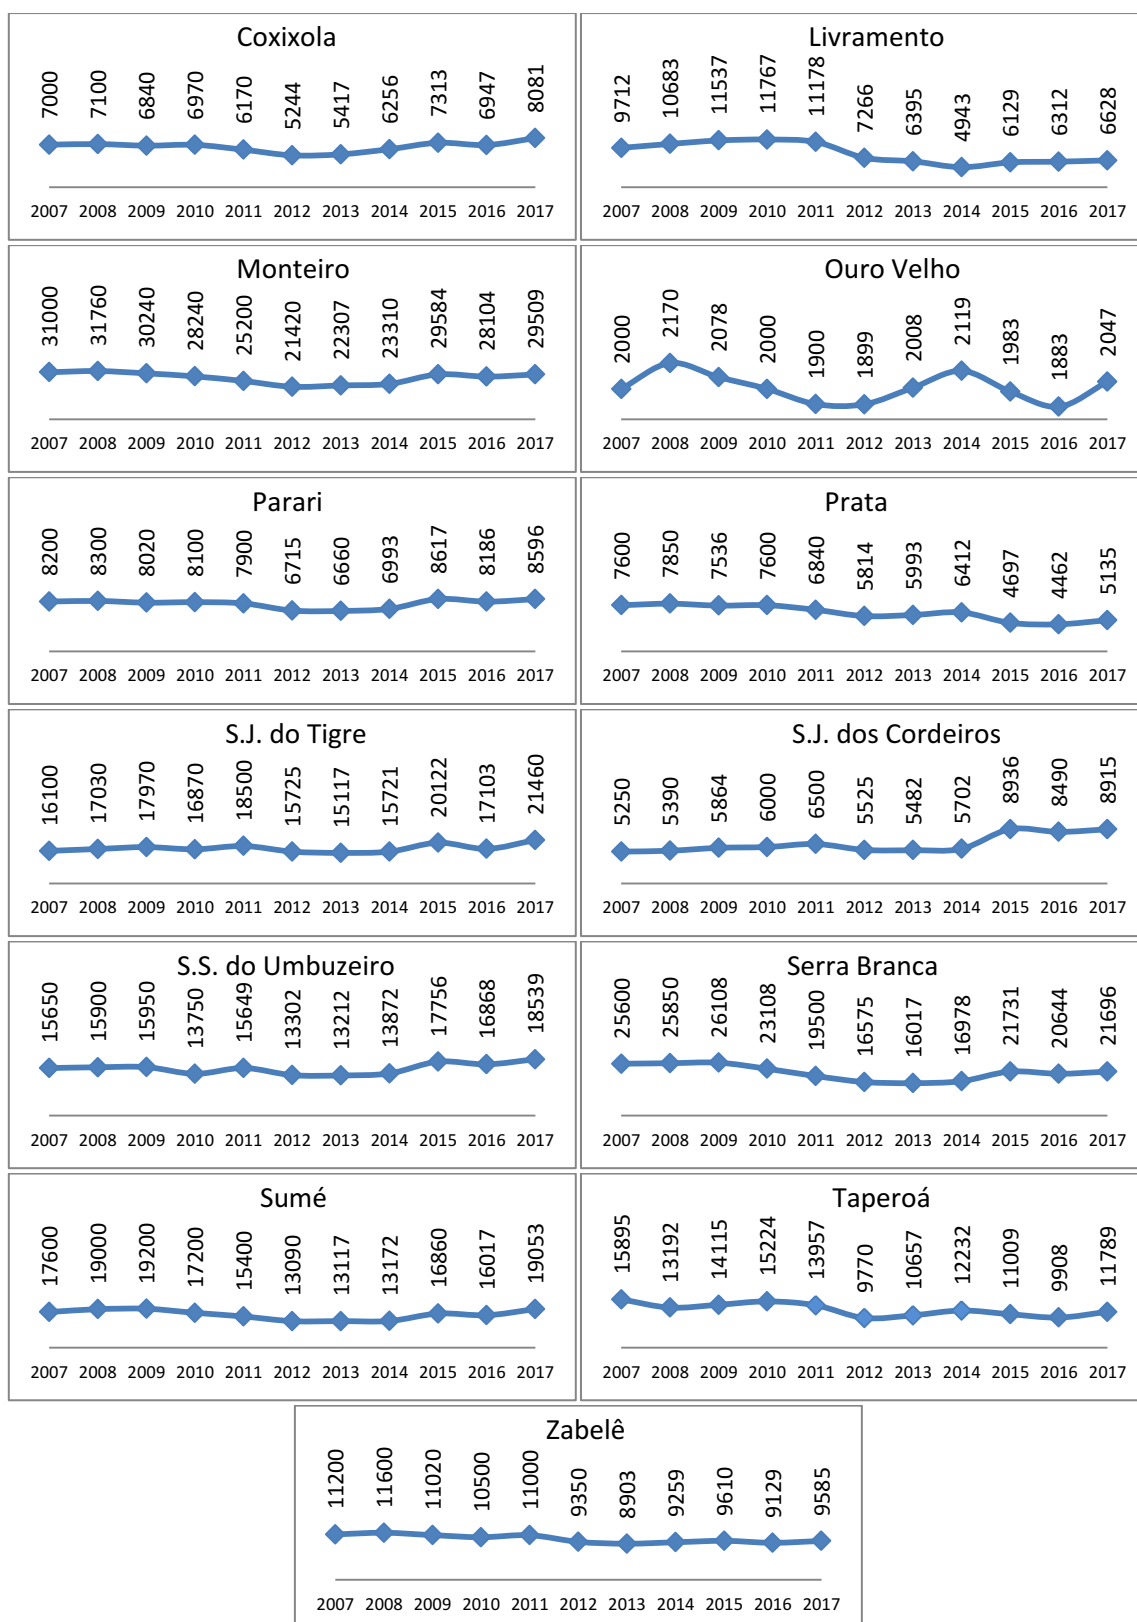 Coxixola
7000 7100 6840 6970 6170 5244 5417 6256 7313 6947 8081
2007 2008 2009 2010 2011 2012 2013 2014 2015 2016 2017
Livramento
9712 10683 11537 11767 11178 7266 6395 4943 6129 6312 6628
2007 2008 2009 2010 2011 2012 2013 2014 2015 2016 2017
Monteiro
31000 31760 30240 28240 25200 21420 22307 23310 29584 28104 29509
2007 2008 2009 2010 2011 2012 2013 2014 2015 2016 2017
Ouro Velho
2000 2170 2078 2000 1900 1899 2008 2119 1983 1883 2047
2007 2008 2009 2010 2011 2012 2013 2014 2015 2016 2017
Parari
8200 8300 8020 8100 7900 6715 6660 6993 8617 8186 8596
2007 2008 2009 2010 2011 2012 2013 2014 2015 2016 2017
Prata
7600 7850 7536 7600 6840 5814 5993 6412 4697 4462 5135
2007 2008 2009 2010 2011 2012 2013 2014 2015 2016 2017
S.J. do Tigre
16100 17030 17970 16870 18500 15725 15117 15721 20122 17103 21460
2007 2008 2009 2010 2011 2012 2013 2014 2015 2016 2017
S.J. dos Cordeiros
5250 5390 5864 6000 6500 5525 5482 5702 8936 8490 8915
2007 2008 2009 2010 2011 2012 2013 2014 2015 2016 2017
S.S. do Umbuzeiro
15650 15900 15950 13750 15649 13302 13212 13872 17756 16868 18539
2007 2008 2009 2010 2011 2012 2013 2014 2015 2016 2017
Serra Branca
25600 25850 26108 23108 19500 16575 16017 16978 21731 20644 21696
2007 2008 2009 2010 2011 2012 2013 2014 2015 2016 2017
Sumé
17600 19000 19200 17200 15400 13090 13117 13172 16860 16017 19053
2007 2008 2009 2010 2011 2012 2013 2014 2015 2016 2017
Taperoá
15895 13192 14115 15224 13957 9770 10657 12232 11009 9908 11789
2007 2008 2009 2010 2011 2012 2013 2014 2015 2016 2017
Zabelê
11200 11600 11020 10500 11000 9350 8903 9259 9610 9129 9585
2007 2008 2009 2010 2011 2012 2013 2014 2015 2016 2017